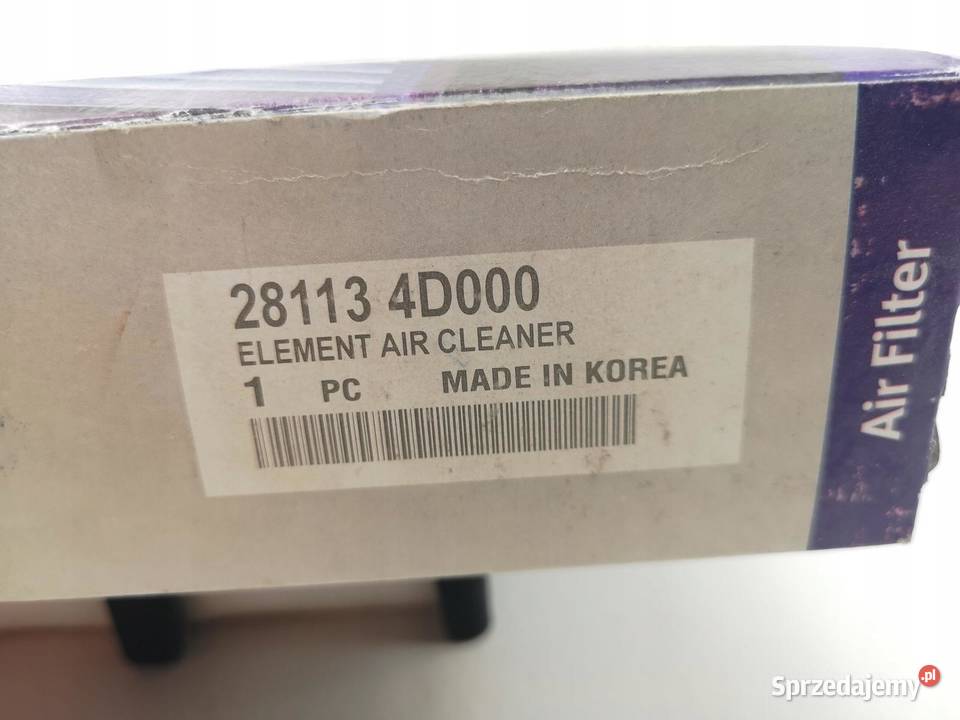 28113 4D000
ELEMENT AIR CLEANER
1 PC MADE IN KOREA
Air Filter
Sprzedajemy.pl